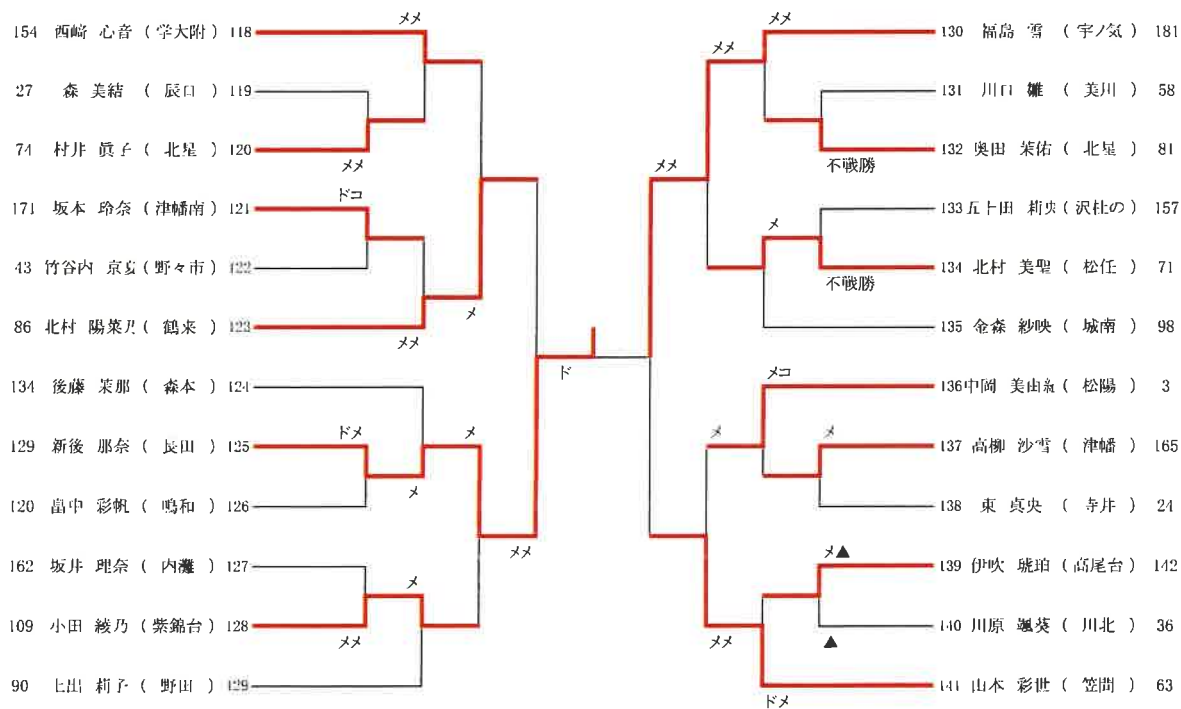 メメ
154 西崎 心音 (学大附) 118
27 森 美結 ( 辰口 ) 119
74 村井 眞子 ( 北星 ) 120
メメ
ドコ
171 坂本 玲奈 (津幡南) 121
43 竹谷内 京夏 (野々市) 122
メ
86 北村 陽菜乃 ( 鶴来 ) 123
メメ
134 後藤 茉那 ( 森本 ) 124
ドメ
メ
129 新後 那奈 ( 長田 ) 125
メ
120 畠中 彩帆 ( 鳴和 ) 126
メメ
162 坂井 理奈 ( 内灘 ) 127
メ
109 小田 綾乃 (紫錦台) 128
メメ
90 上出 莉子 ( 野田 ) 129
ド
メメ
130 福島 雪 ( 宇ノ気 ) 181
メメ
131 川口 雛 ( 美川 ) 58
132 奥田 茉佑 ( 北星 ) 81
不戦勝
メメ
133 五十田 莉央 (沢杜の) 157
メ
134 北村 美聖 ( 松任 ) 71
不戦勝
135 金森 紗映 ( 城南 ) 98
メコ
136 中岡 美由紀 ( 松陽 ) 3
メ
メ
137 高柳 沙雪 ( 津幡 ) 165
138 東 真央 ( 寺井 ) 24
メ▲
139 伊吹 琥珀 (高尾台) 142
140 川原 颯葵 ( 川北 ) 36
▲
メメ
141 山本 彩世 ( 笠間 ) 63
ドメ